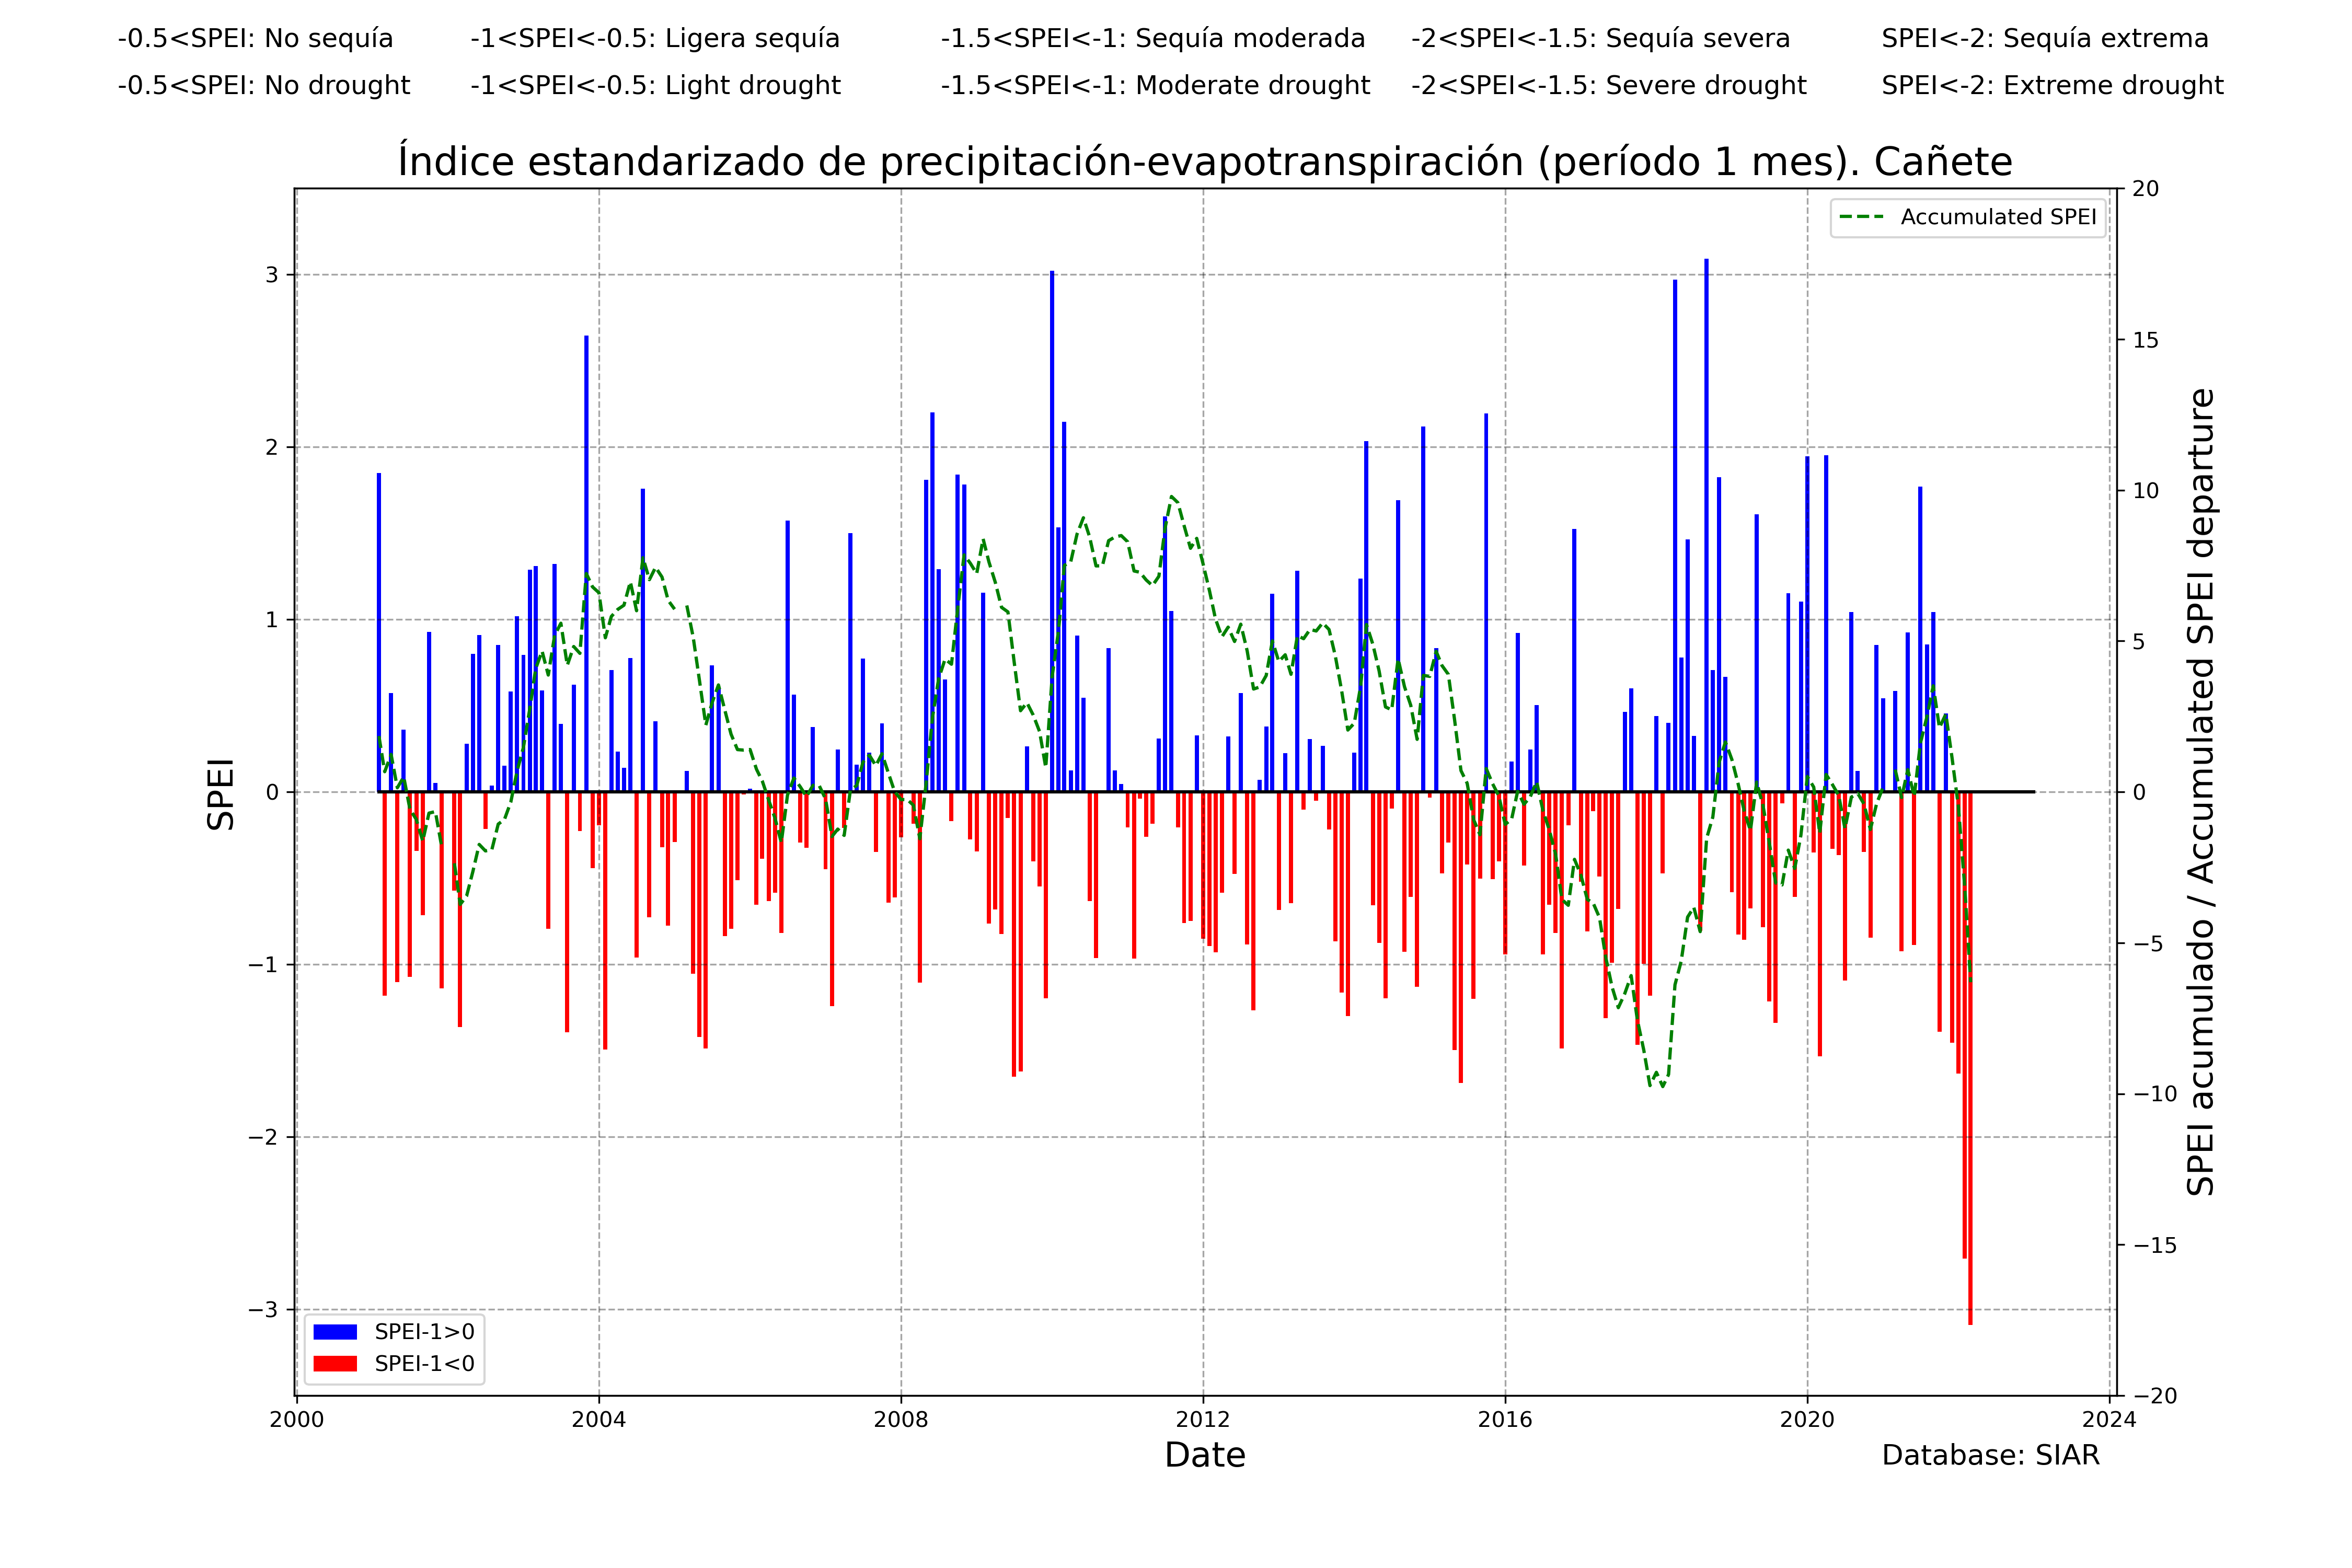 -0.5<SPEI: No sequía -1<SPEI<-0.5: Ligera sequía -1.5<SPEI<-1: Sequía moderada -2<SPEI<-1.5: Sequía severa SPEI<-2: Sequía extrema
-0.5<SPEI: No drought -1<SPEI<-0.5: Light drought -1.5<SPEI<-1: Moderate drought -2<SPEI<-1.5: Severe drought SPEI<-2: Extreme drought
Índice estandarizado de precipitación-evapotranspiración (período 1 mes). Cañete
Accumulated SPEI
SPEI
3
2
1
0
−1
−2
−3
20
15
10
5
0
−5
−10
−15
−20
SPEI acumulado / Accumulated SPEI departure
SPEI-1>0
SPEI-1<0
2000 2004 2008 2012 2016 2020 2024
Date
Database: SIAR